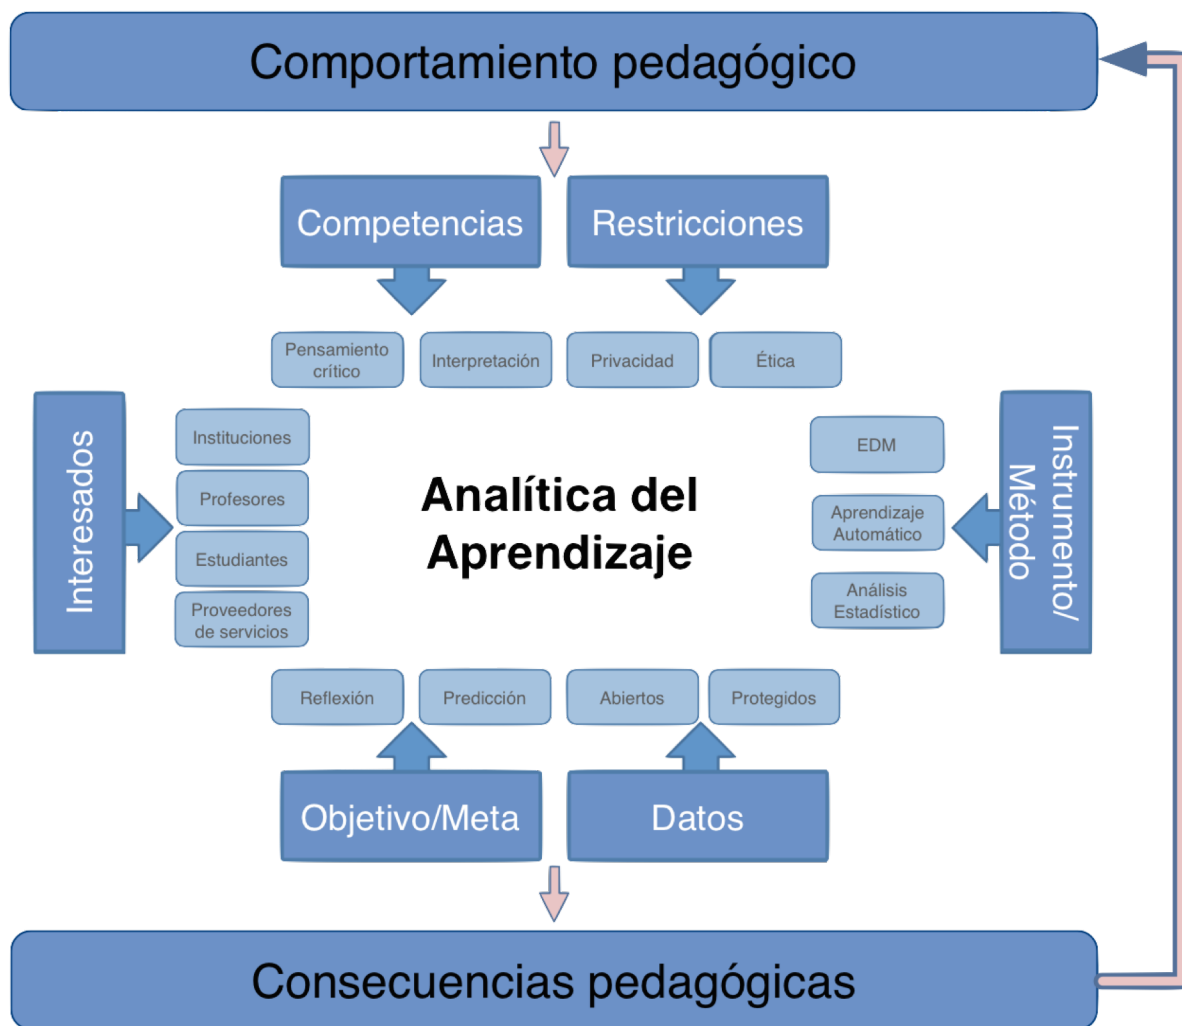 Comportamiento pedagógico
Competencias
Restricciones
Pensamiento
crítico
Interpretación
Privacidad
Ética
Interesados
Instituciones
Profesores
Estudiantes
Proveedores
de servicios
Analítica del
Aprendizaje
EDM
Aprendizaje
Automático
Análisis
Estadístico
Instrumento/
Método
Reflexión
Predicción
Abiertos
Protegidos
Objetivo/Meta
Datos
Consecuencias pedagógicas